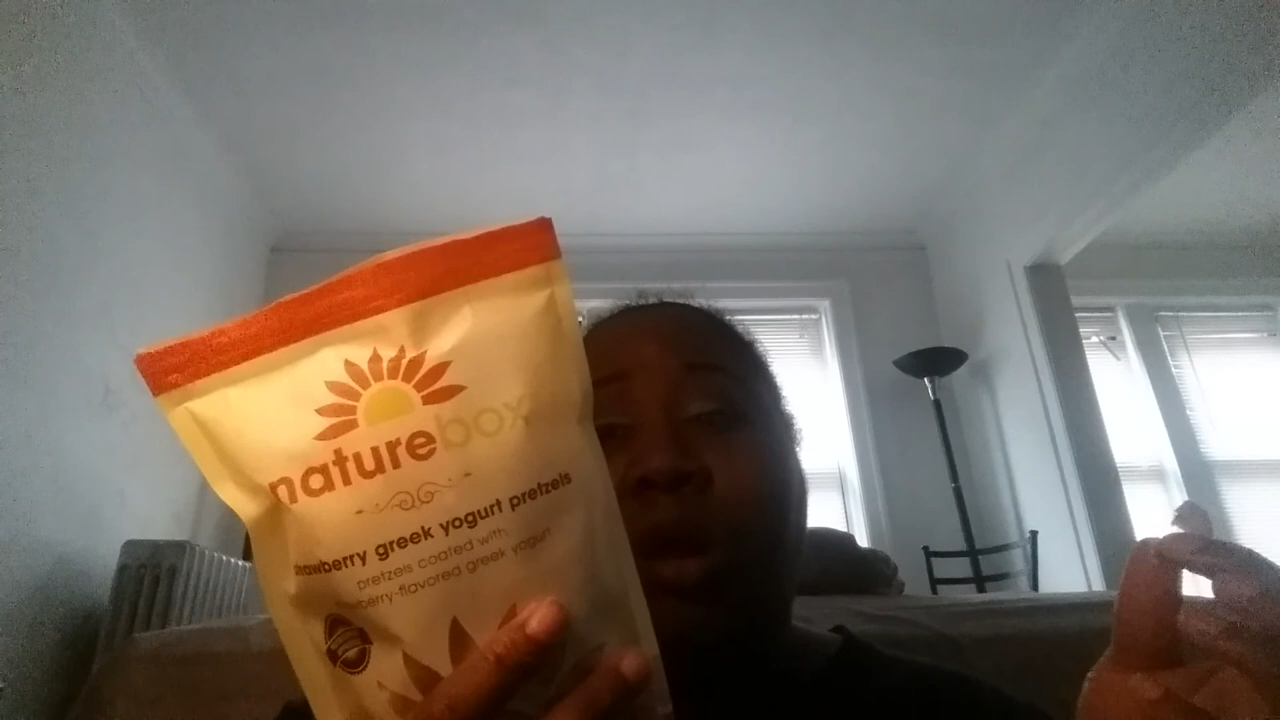 naturebox
strawberry greek yogurt pretzels
pretzels coated with
berry-flavored greek yogurt